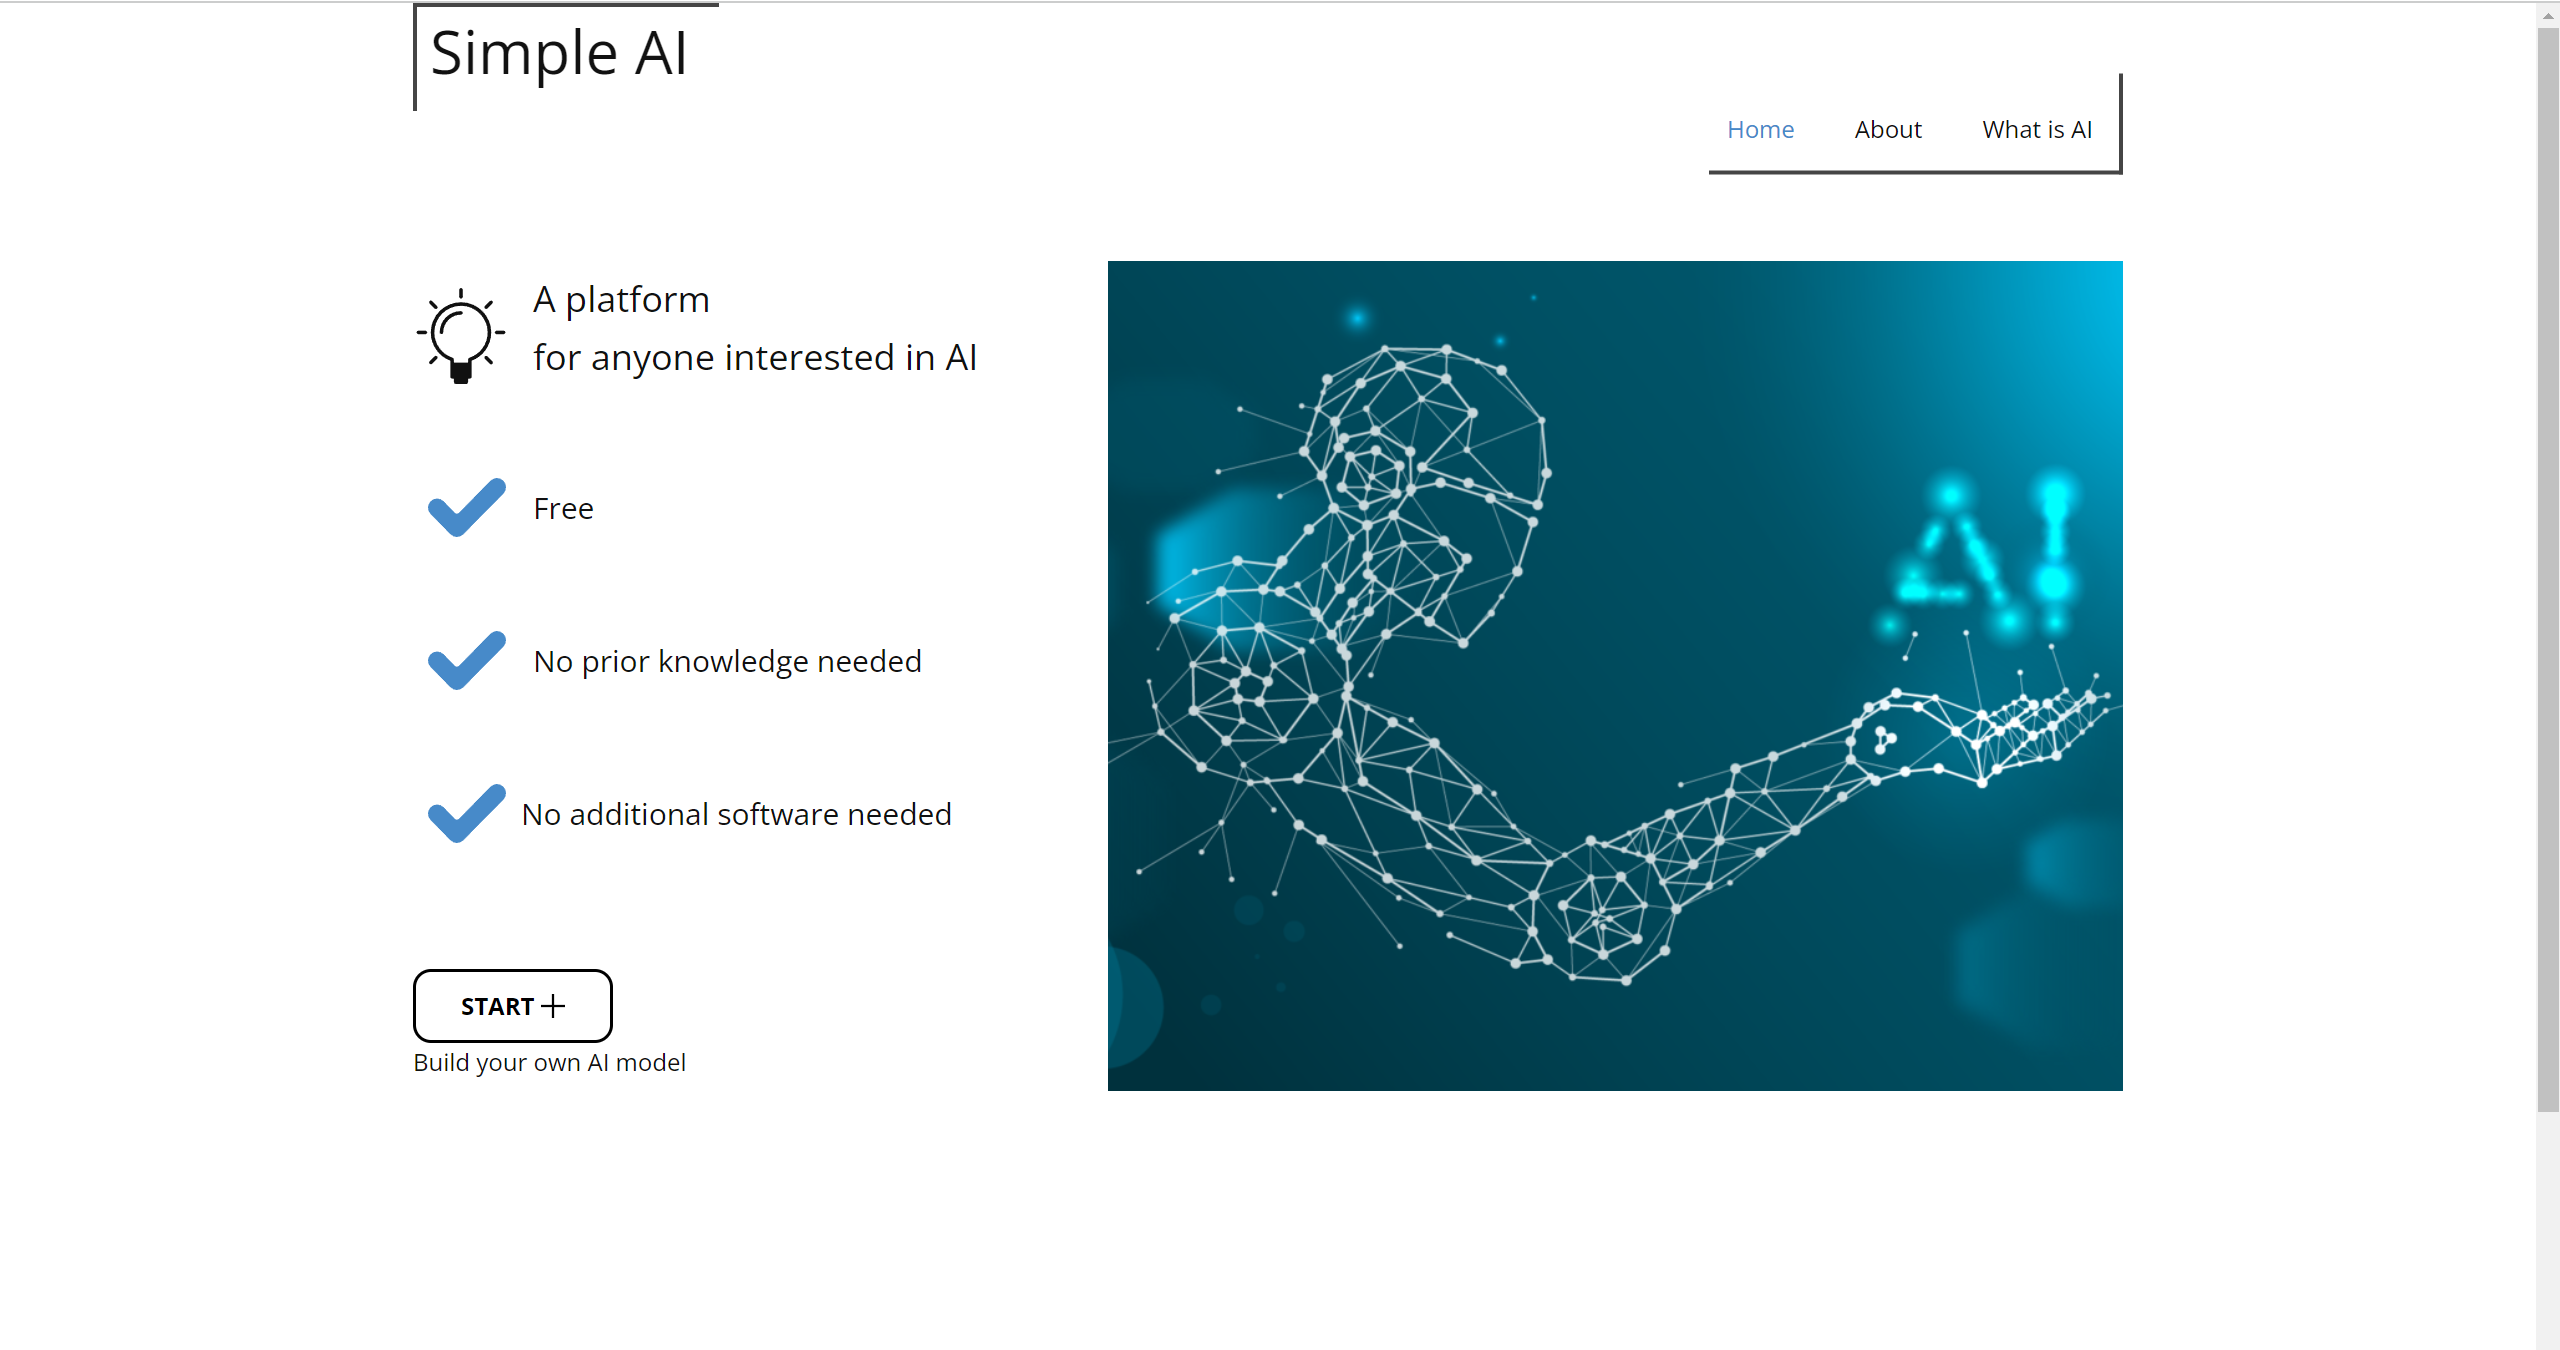 Simple AI
Home About What is AI
A platform
for anyone interested in AI
Free
No prior knowledge needed
No additional software needed
AI
START
Build your own AI model